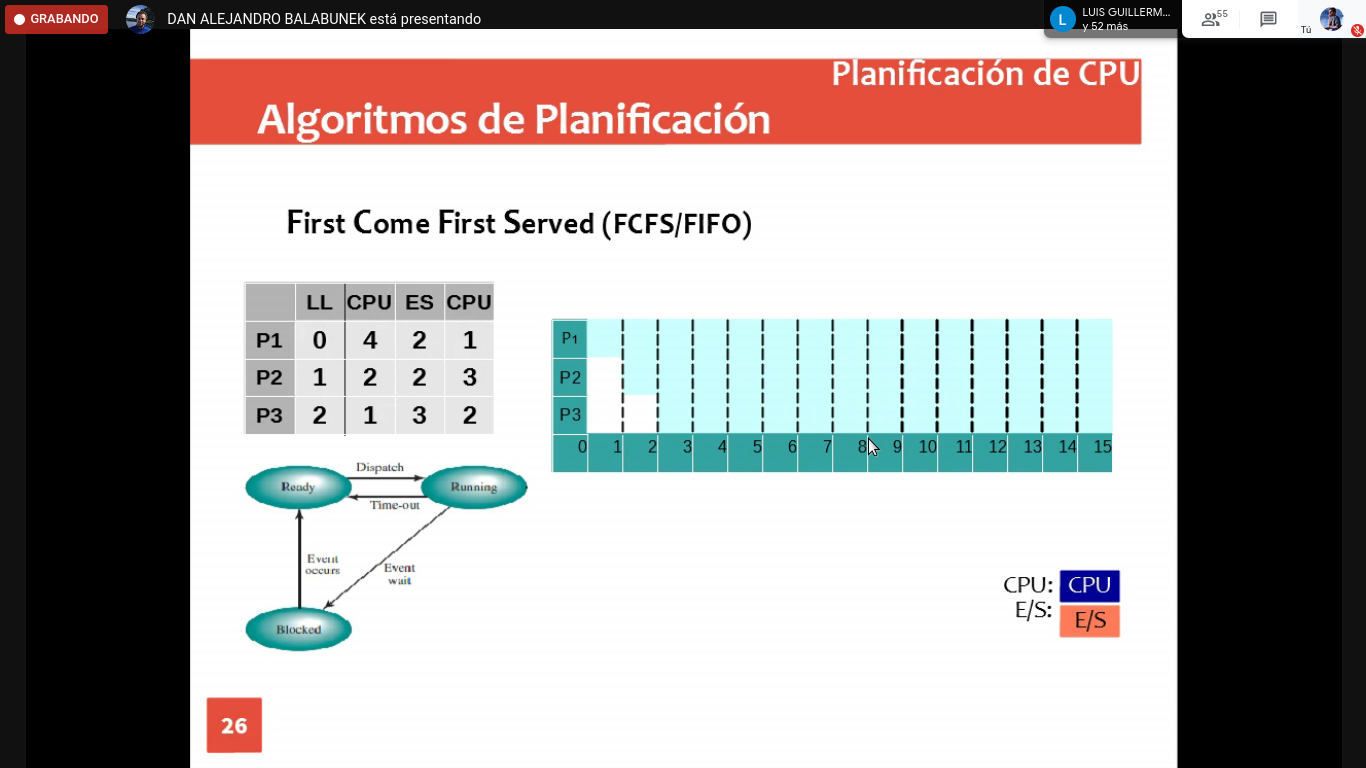 GRABANDO
DAN ALEJANDRO BALABUNEK está presentando
L
LUIS GUILLERM...
y 52 más
55
Tú
Planificación de CPU
Algoritmos de Planificación
First Come First Served (FCFS/FIFO)
LL CPU ES CPU
P1 0 4 2 1
P2 1 2 2 3
P3 2 1 3 2
P1
P2
P3
0 1 2 3 4 5 6 7 8 9 10 11 12 13 14 15
Dispatch
Ready
Running
Time-out
Event
occurs
Event
wait
Blocked
CPU: CPU
E/S: E/S
26